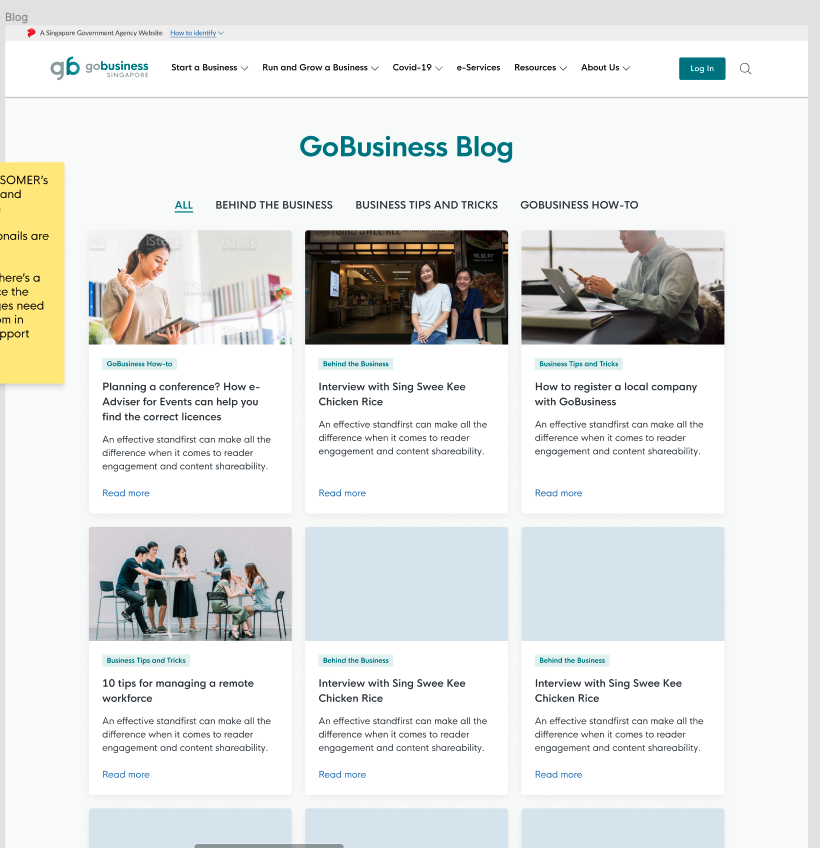 Blog
A Singapore Government Agency Website How to identify
gb gobusiness SINGAPORE
Start a Business Run and Grow a Business Covid-19 e-Services Resources About Us Log In
GoBusiness Blog
SOMER's
and
nails are
here's a
ce the
ges need
om in
pport
ALL BEHIND THE BUSINESS BUSINESS TIPS AND TRICKS GOBUSINESS HOW-TO
iStock
iStock
GoBusiness How-to
Planning a conference? How e-
Adviser for Events can help you
find the correct licences
An effective standfirst can make all the
difference when it comes to reader
engagement and content shareability.
Read more
Behind the Business
Interview with Sing Swee Kee
Chicken Rice
An effective standfirst can make all the
difference when it comes to reader
engagement and content shareability.
Read more
Business Tips and Tricks
How to register a local company
with GoBusiness
An effective standfirst can make all the
difference when it comes to reader
engagement and content shareability.
Read more
Business Tips and Tricks
10 tips for managing a remote
workforce
An effective standfirst can make all the
difference when it comes to reader
engagement and content shareability.
Read more
Behind the Business
Interview with Sing Swee Kee
Chicken Rice
An effective standfirst can make all the
difference when it comes to reader
engagement and content shareability.
Read more
Behind the Business
Interview with Sing Swee Kee
Chicken Rice
An effective standfirst can make all the
difference when it comes to reader
engagement and content shareability.
Read more